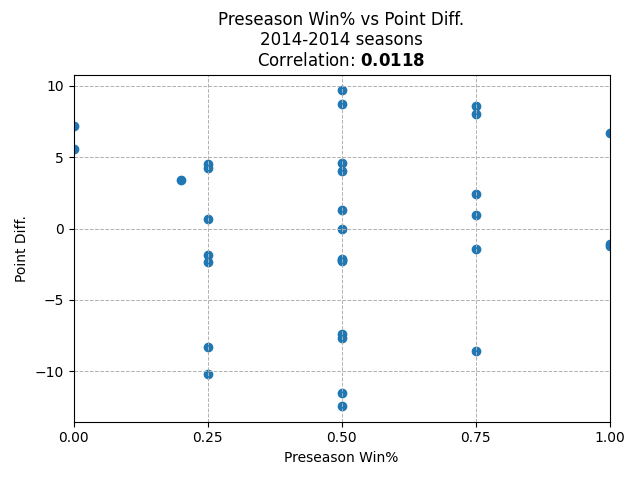 Preseason Win% vs Point Diff.
2014-2014 seasons
Correlation: 0.0118
Point Diff.
10
5
0
−5
−10
0.00 0.25 0.50 0.75 1.00
Preseason Win%